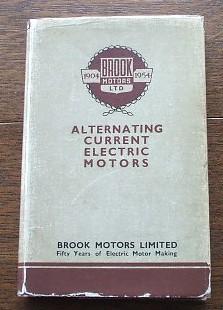 BROOK
1904 MOTORS 1954
LTD
ALTERNATING
CURRENT
ELECTRIC
MOTORS
BROOK MOTORS LIMITED
Fifty Years of Electric Motor Making